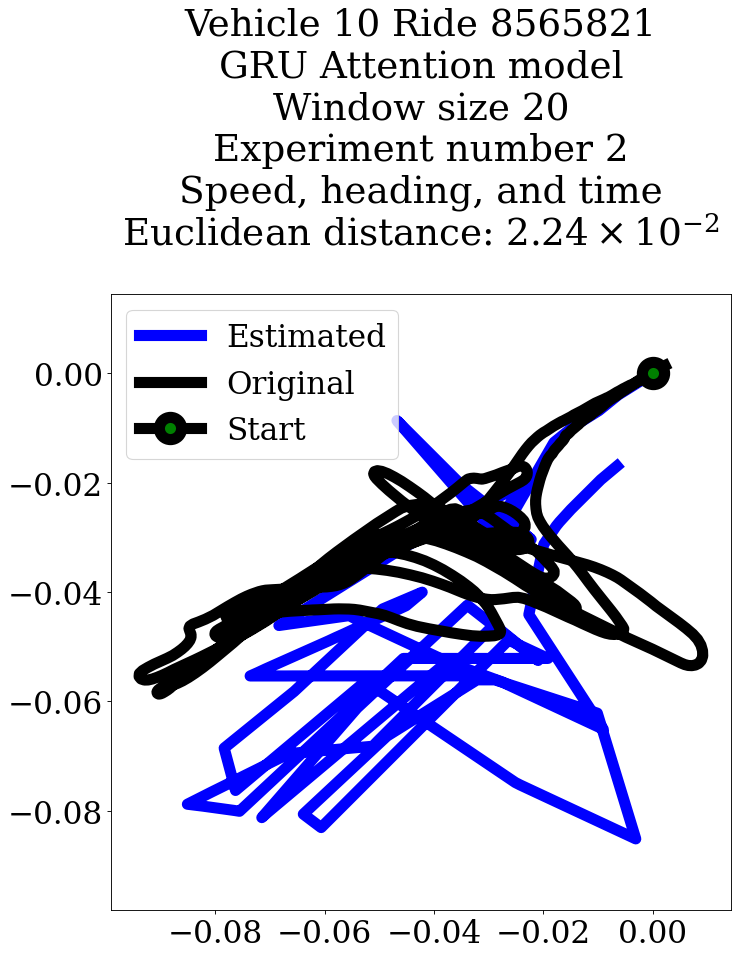 Vehicle 10 Ride 8565821
GRU Attention model
Window size 20
Experiment number 2
Speed, heading, and time
Euclidean distance: 2.24 × 10⁻²
Estimated
Original
Start
0.00
−0.02
−0.04
−0.06
−0.08
−0.08 −0.06 −0.04 −0.02 0.00